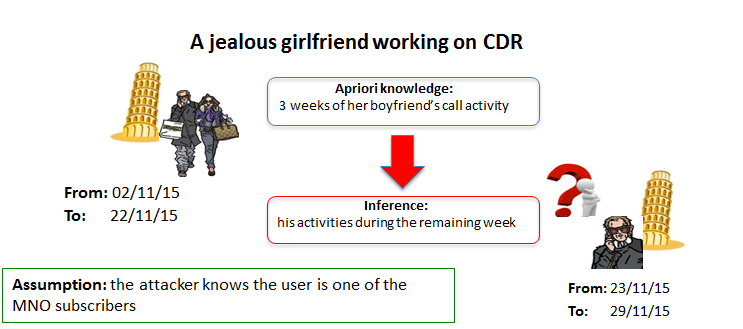 A jealous girlfriend working on CDR
Apriori knowledge:
3 weeks of her boyfriend's call activity
From: 02/11/15
To: 22/11/15
Inference:
his activities during the remaining week
Assumption: the attacker knows the user is one of the
MNO subscribers
From: 23/11/15
To: 29/11/15